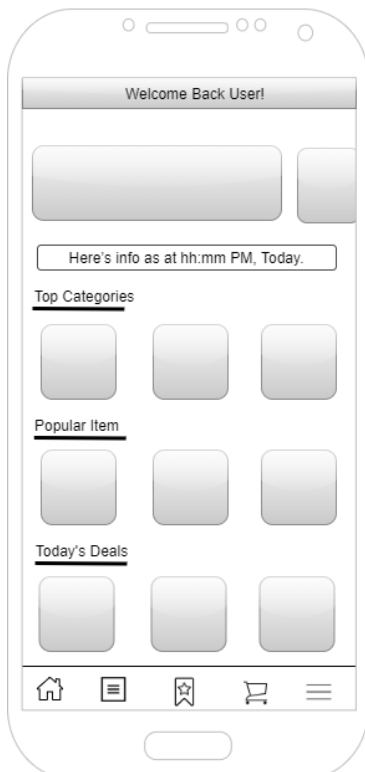 Welcome Back User!
Here's info as at hh:mm PM, Today.
Top Categories
Popular Item
Today's Deals